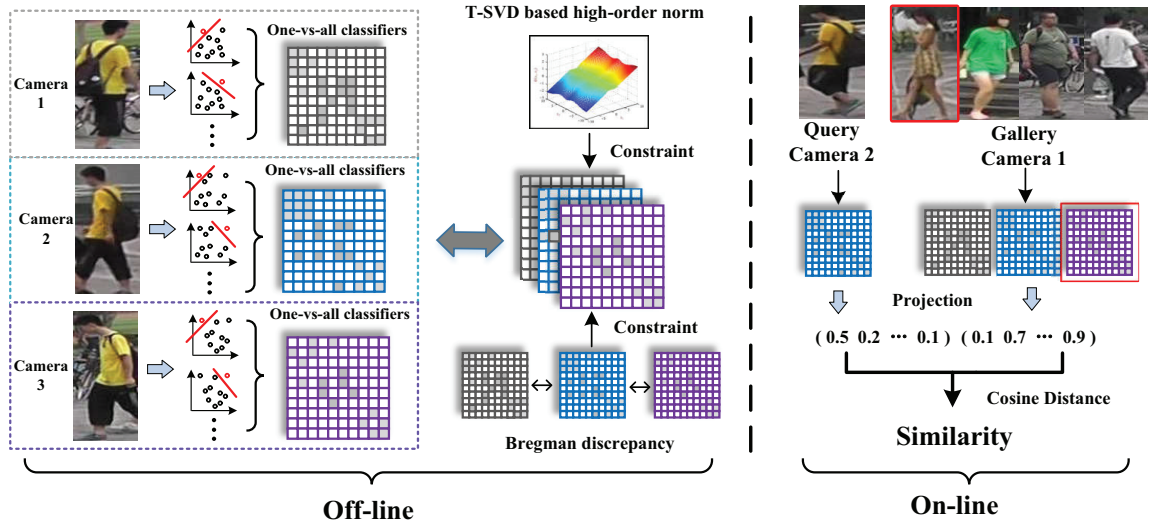 T-SVD based high-order norm
One-vs-all classifiers
Camera
1
Constraint
Query
Camera 2
Gallery
Camera 1
One-vs-all classifiers
Camera
2
Projection
One-vs-all classifiers
Constraint
Camera
3
( 0.5 0.2 ··· 0.1 ) ( 0.1 0.7 ··· 0.9 )
Cosine Distance
Bregman discrepancy
Similarity
Off-line
On-line